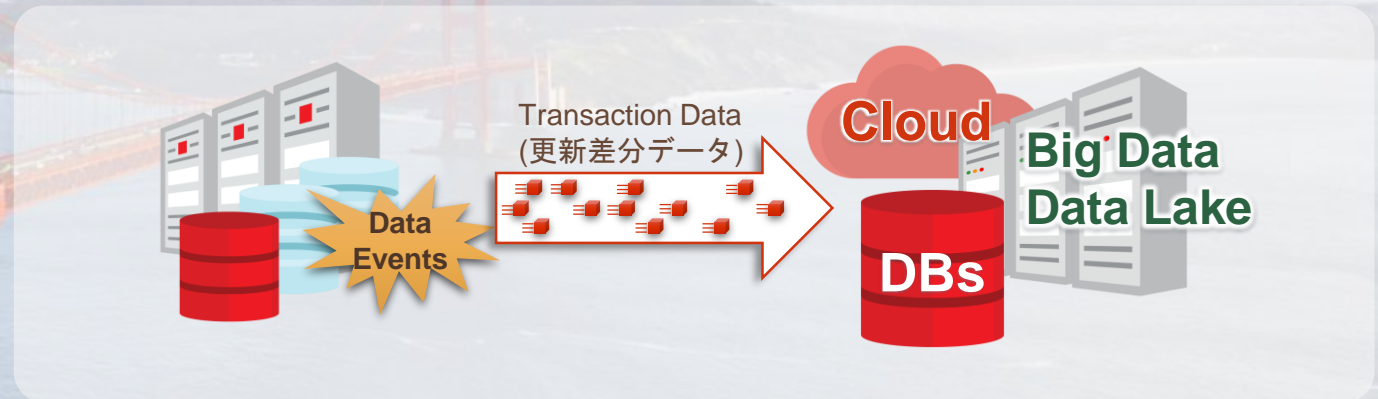 Transaction Data
(更新差分データ)
Data
Events
Cloud
Big Data
Data Lake
DBs